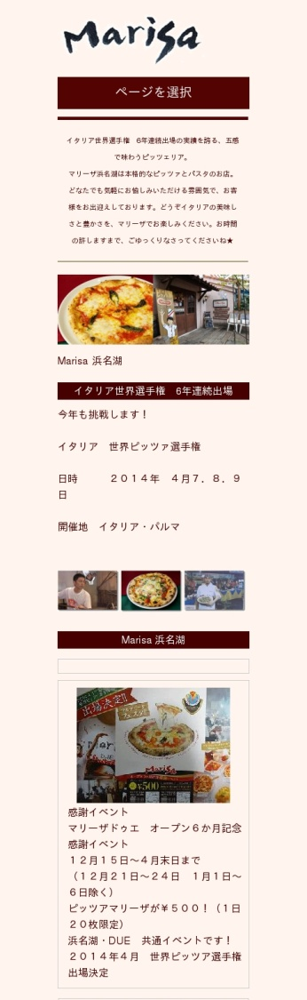 Marisa
ページを選択
イタリア世界選手権　6年連続出場の実績を誇る、五感
で味わうピッツェリア。
マリーザ浜名湖は本格的なピッツァとパスタのお店。
どなたでも気軽にお愉しみいただける雰囲気で、お客
様をお出迎えしております。どうぞイタリアの美味し
さと豊かさを、マリーザでお楽しみください。お時間
の許しますまで、ごゆっくりなさってくださいね★
Marisa 浜名湖
イタリア世界選手権　6年連続出場
今年も挑戦します！
イタリア　世界ピッツァ選手権
日時　　　２０１４年　４月７．８．９
日
開催地　イタリア・パルマ
Marisa 浜名湖
出場決定!!
Marisa
¥500
感謝イベント
マリーザドゥエ　オープン６か月記念
感謝イベント
１２月１５日～４月末日まで
（１２月２１日～２４日　１月１日～
６日除く）
ピッツアマリーザが￥５００！（１日
２０枚限定）
浜名湖・DUE　共通イベントです！
２０１４年４月　世界ピッツア選手権
出場決定